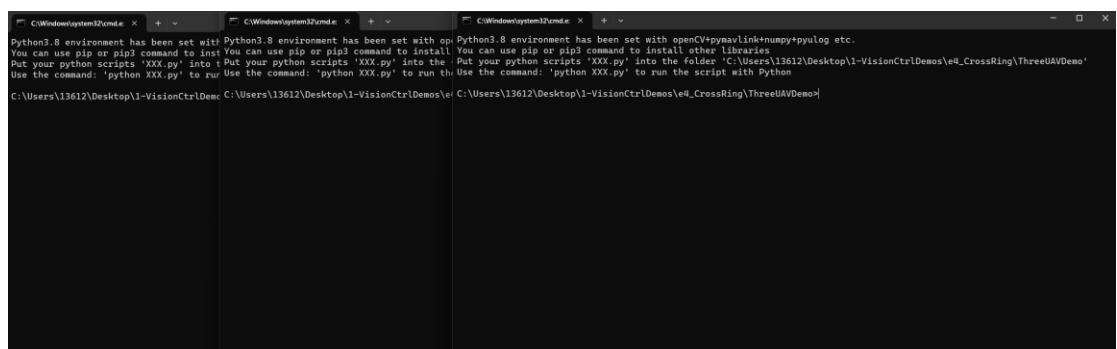 C:\Windows\system32\cmd.e:
Python3.8 environment has been set with
You can use pip or pip3 command to inst
Put your python scripts 'XXX.py' into t
Use the command: 'python XXX.py' to run
C:\Users\13612\Desktop\1-VisionCtrlDemo
C:\Windows\system32\cmd.e:
Python3.8 environment has been set with ope
You can use pip or pip3 command to install
Put your python scripts 'XXX.py' into the
Use the command: 'python XXX.py' to run the
C:\Users\13612\Desktop\1-VisionCtrlDemos\e4
C:\Windows\system32\cmd.e:
Python3.8 environment has been set with openCV+pymavlink+numpy+pyulog etc.
You can use pip or pip3 command to install other libraries
Put your python scripts 'XXX.py' into the folder 'C:\Users\13612\Desktop\1-VisionCtrlDemos\e4_CrossRing\ThreeUAVDemo'
Use the command: 'python XXX.py' to run the script with Python
C:\Users\13612\Desktop\1-VisionCtrlDemos\e4_CrossRing\ThreeUAVDemo>